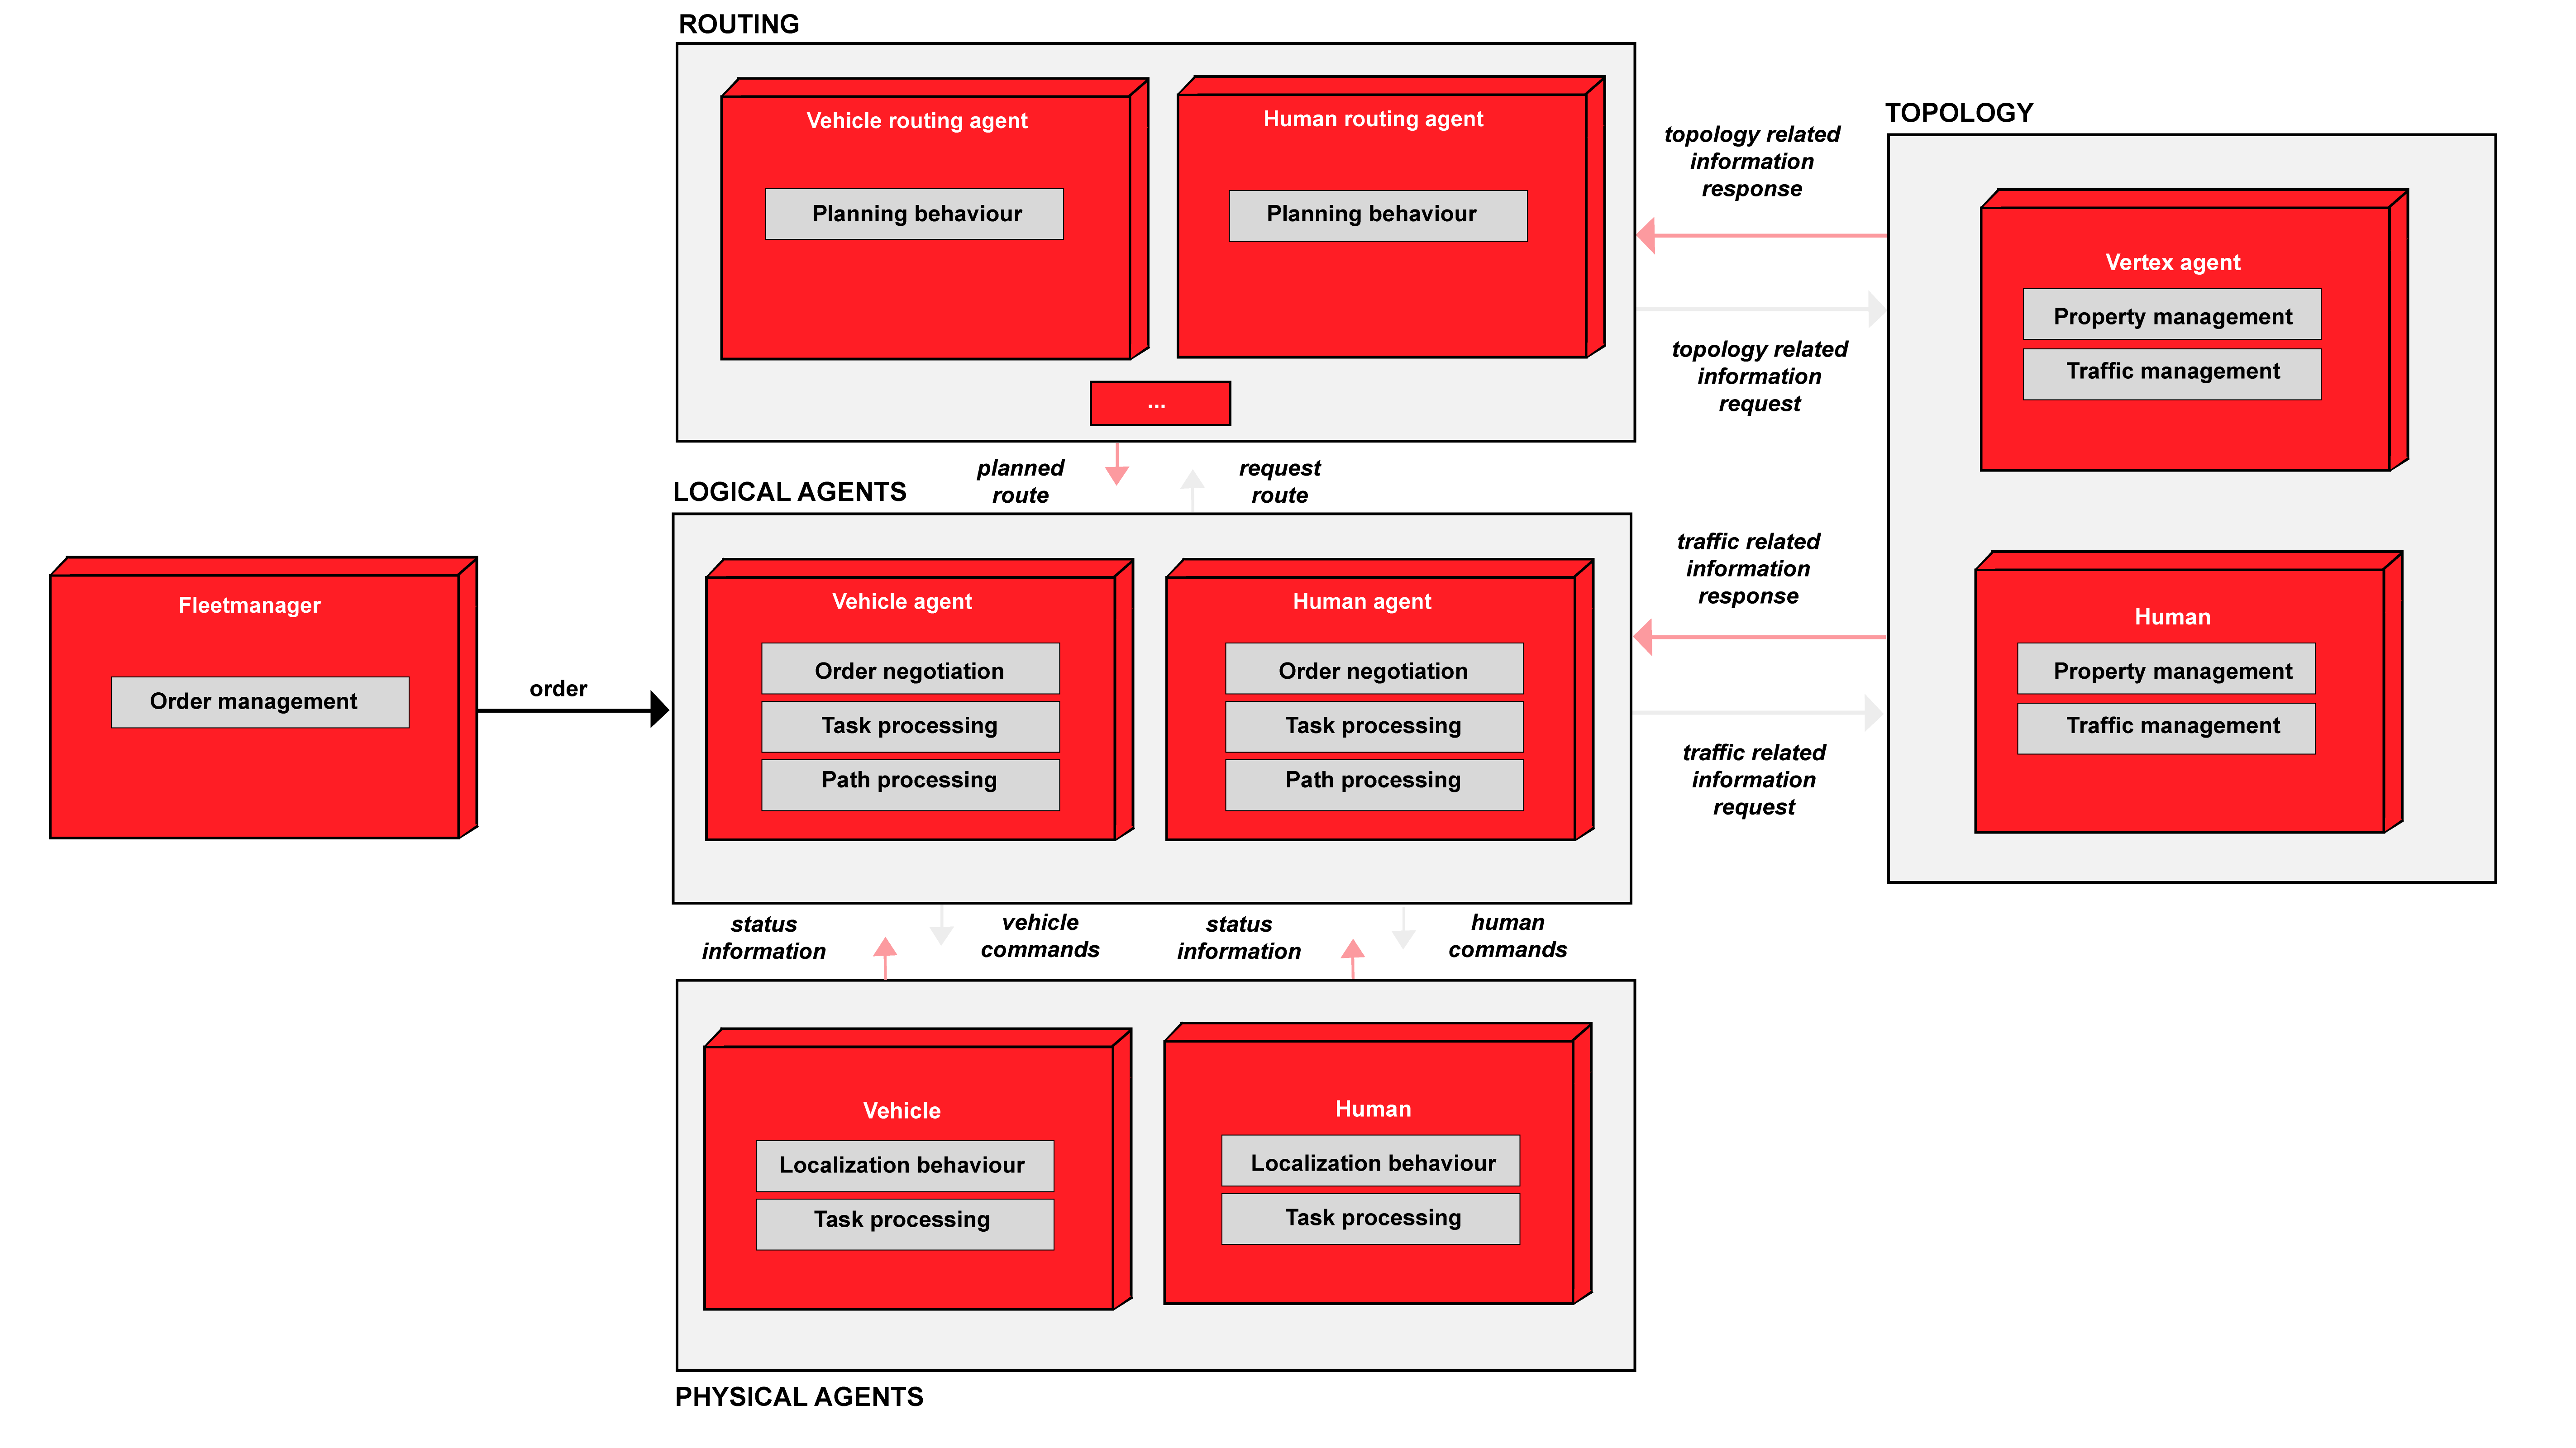 ROUTING
Vehicle routing agent
Planning behaviour
Human routing agent
Planning behaviour
...
topology related
information
response
topology related
information
request
TOPOLOGY
Vertex agent
Property management
Traffic management
Human
Property management
Traffic management
planned
route
request
route
LOGICAL AGENTS
Fleetmanager
Order management
order
Vehicle agent
Order negotiation
Task processing
Path processing
Human agent
Order negotiation
Task processing
Path processing
traffic related
information
response
traffic related
information
request
status
information
vehicle
commands
status
information
human
commands
Vehicle
Localization behaviour
Task processing
Human
Localization behaviour
Task processing
PHYSICAL AGENTS